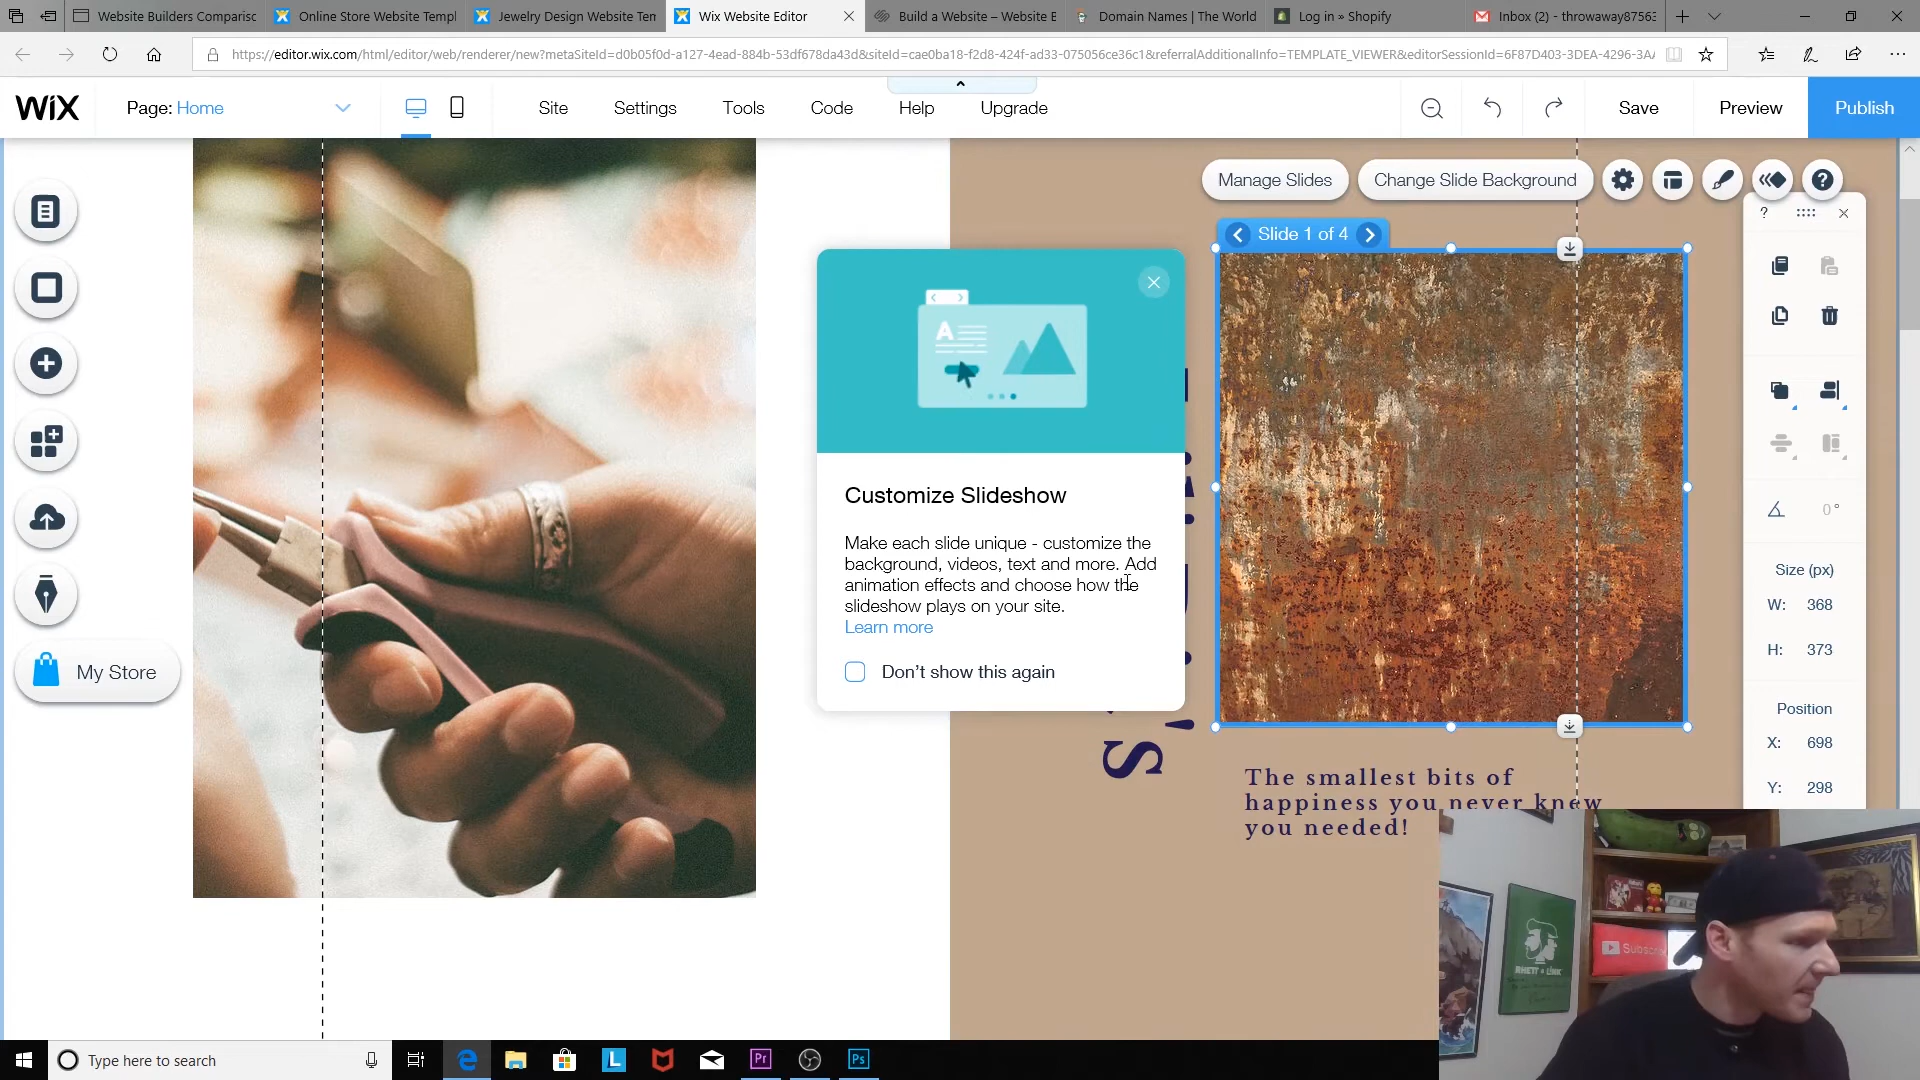 Website Builders Comparisc
Online Store Website Templ
Jewelry Design Website Tem
Wix Website Editor
Build a Website – Website B
Domain Names | The World
Log in » Shopify
Inbox (2) - throwaway87563
https://editor.wix.com/html/editor/web/renderer/new?metaSiteId=d0b05f0d-a127-4ead-884b-53df678da43d&siteId=cae0ba18-f2d8-424f-ad33-075056ce36c1&referralAdditionalInfo=TEMPLATE_VIEWER&editorSessionId=6F87D403-3DEA-4296-3A
WiX
Page: Home
Site
Settings
Tools
Code
Help
Upgrade
Save
Preview
Publish
Manage Slides
Change Slide Background
Slide 1 of 4
Customize Slideshow
Make each slide unique - customize the
background, videos, text and more. Add
animation effects and choose how the
slideshow plays on your site.
Learn more
Don't show this again
My Store
0°
Size (px)
W: 368
H: 373
Position
X: 698
Y: 298
The smallest bits of
happiness you never knew
you needed!
RHETT & LINK
Subscri
Type here to search